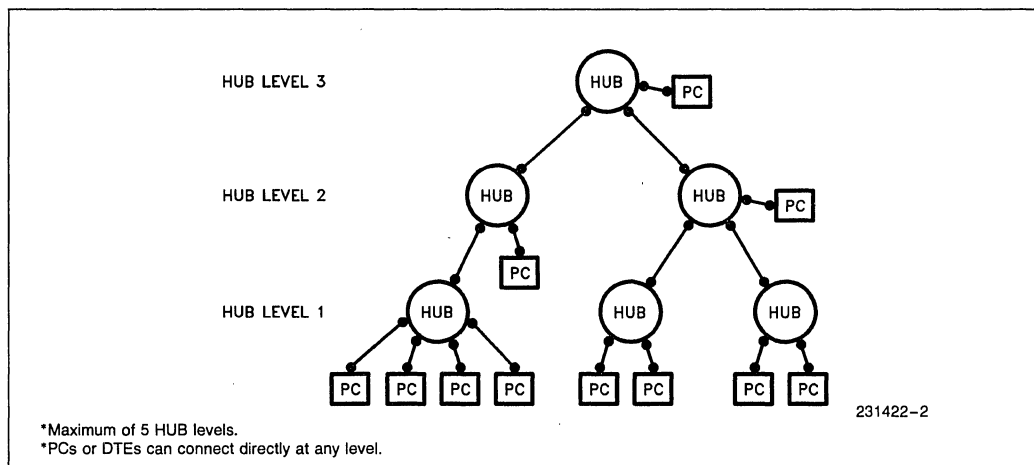 HUB LEVEL 3
HUB
PC
HUB LEVEL 2
HUB
HUB
PC
PC
HUB LEVEL 1
HUB
HUB
HUB
PC
PC
PC
PC
PC
PC
PC
PC
231422–2
*Maximum of 5 HUB levels.
*PCs or DTEs can connect directly at any level.